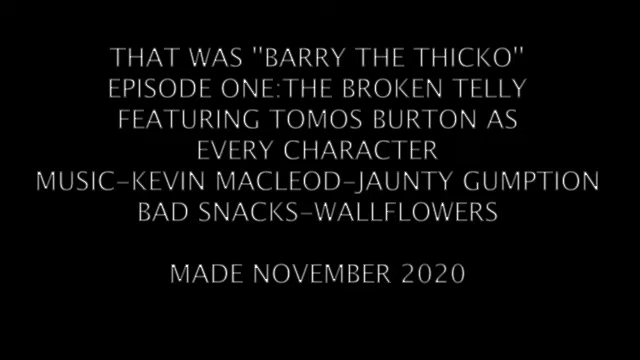 THAT WAS "BARRY THE THICKO"
EPISODE ONE:THE BROKEN TELLY
FEATURING TOMOS BURTON AS
EVERY CHARACTER
MUSIC-KEVIN MACLEOD-JAUNTY GUMPTION
BAD SNACKS-WALLFLOWERS
MADE NOVEMBER 2020